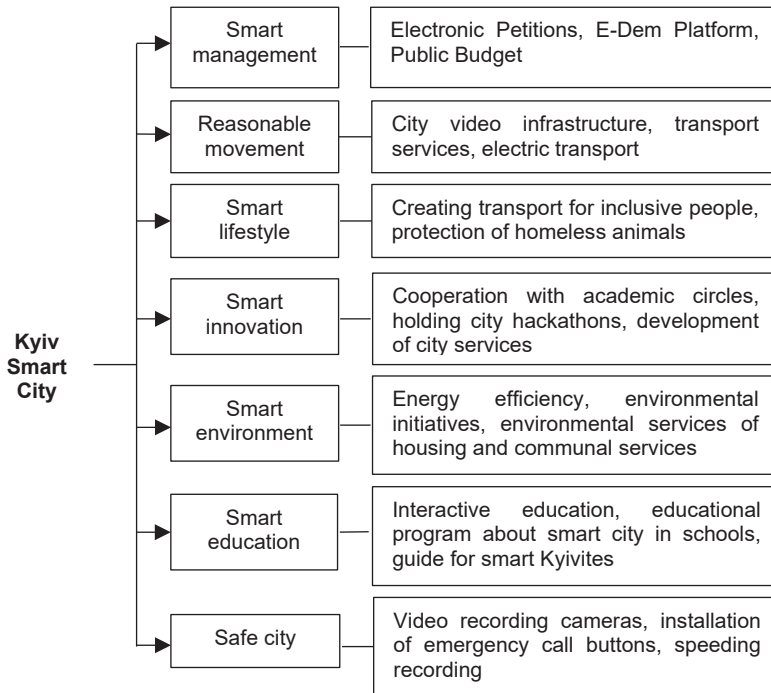 Smart
management
Electronic Petitions, E-Dem Platform,
Public Budget
Reasonable
movement
City video infrastructure, transport
services, electric transport
Smart
lifestyle
Creating transport for inclusive people,
protection of homeless animals
Smart
innovation
Cooperation with academic circles,
holding city hackathons, development
of city services
Kyiv
Smart
City
Smart
environment
Energy efficiency, environmental
initiatives, environmental services of
housing and communal services
Smart
education
Interactive education, educational
program about smart city in schools,
guide for smart Kyivites
Safe city
Video recording cameras, installation
of emergency call buttons, speeding
recording